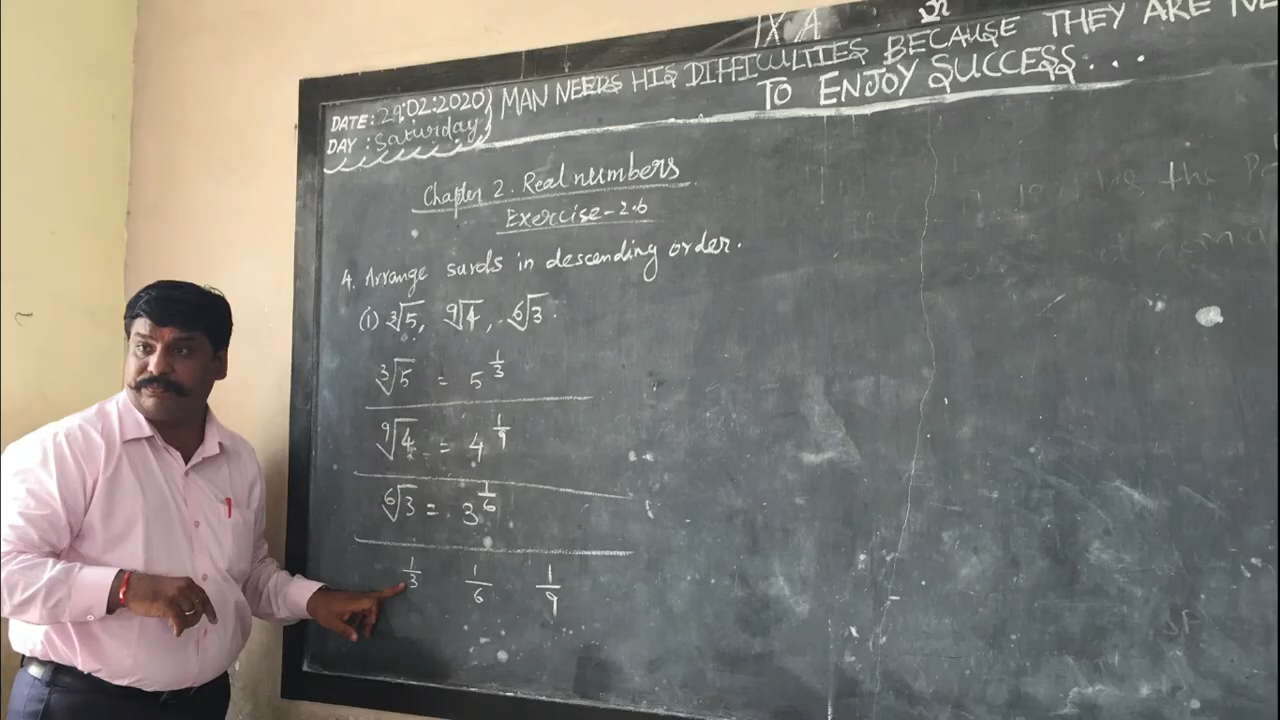 IX A
DATE: 29:02:2020
DAY : Saturday
MAN NEEDS HIS DIFFICULTIES BECAUSE THEY ARE
TO ENJOY SUCCESS...
Chapter 2. Real numbers
Exercise-2.6
4. Arrange surds in descending order.
(i) ∛5, ⁹√4, ⁶√3.
∛5 = 5^(1/3)
⁹√4 = 4^(1/9)
⁶√3 = 3^(1/6)
1/3 1/6 1/9